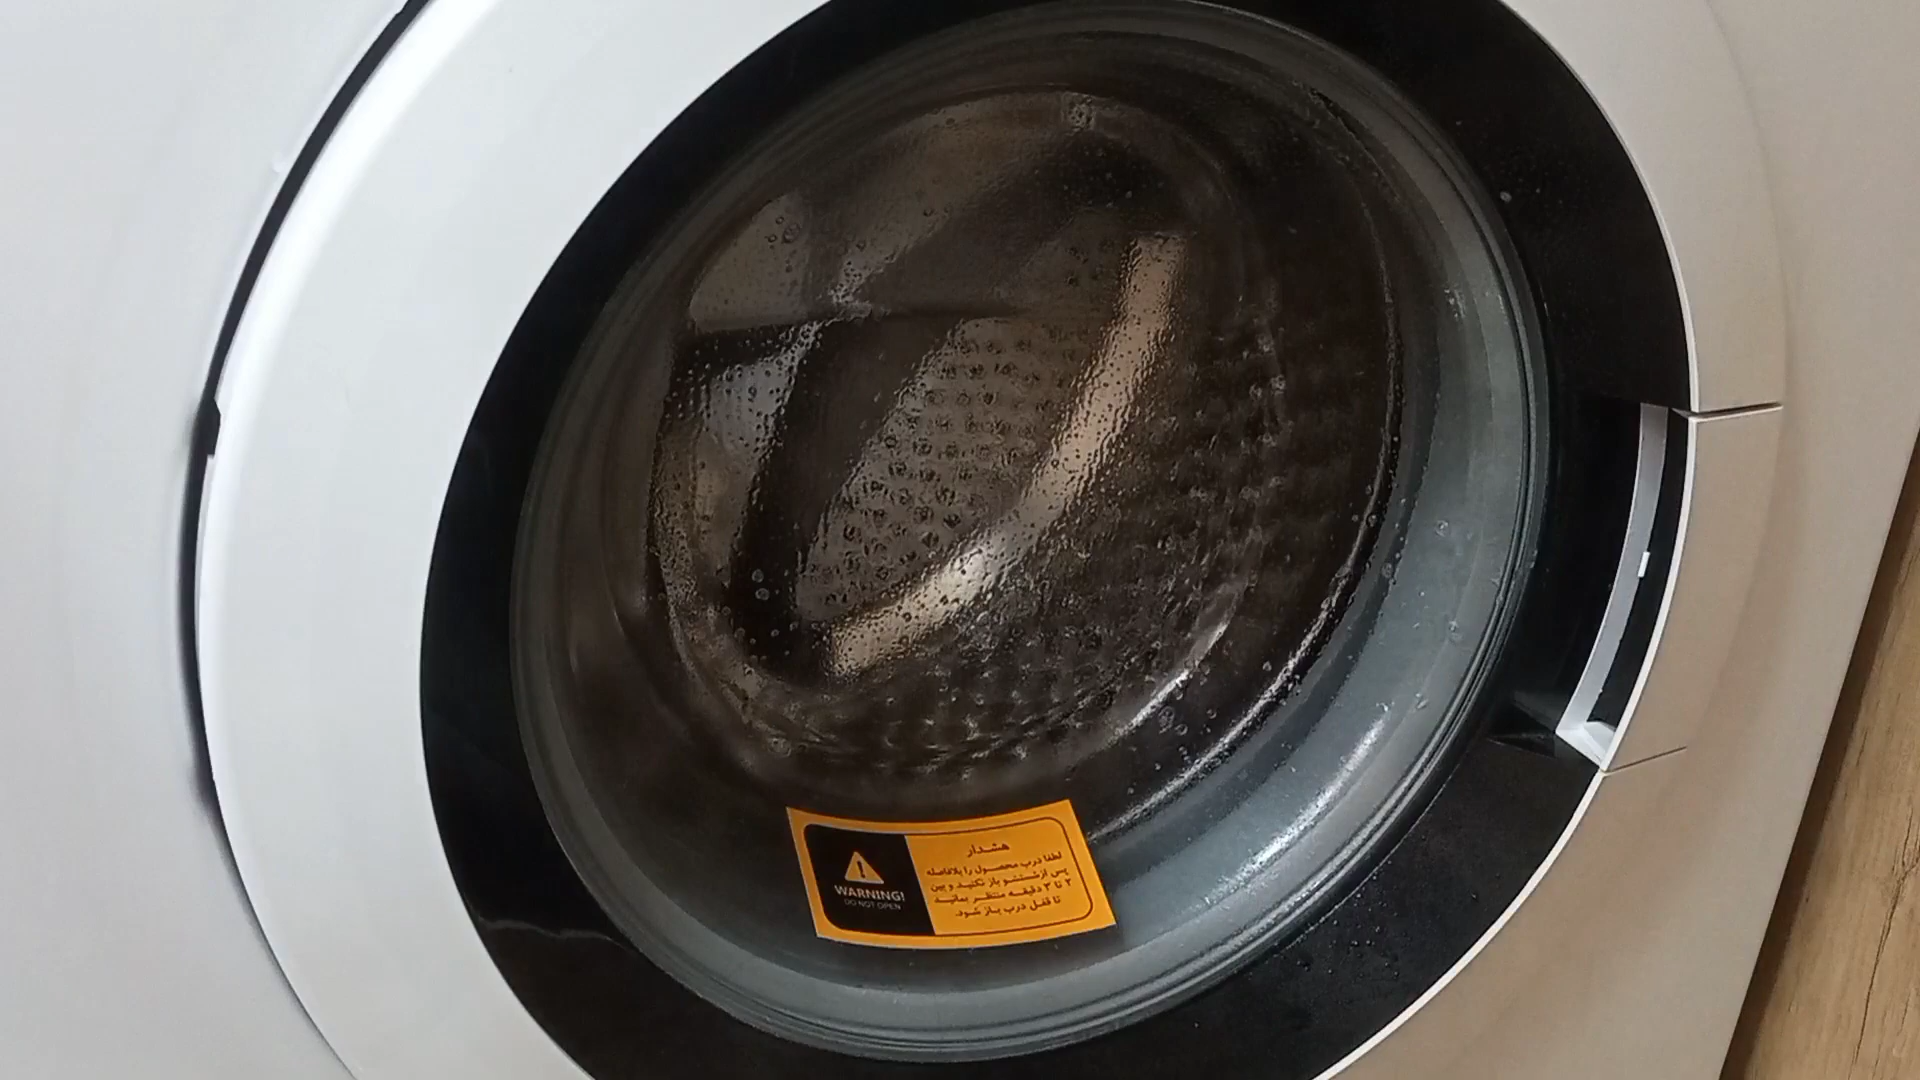 WARNING!
DO NOT OPEN
هشدار
لطفا درب محصول را بلافاصله
پس از شستشو باز نکنید و بین
۲ تا ۳ دقیقه منتظر بمانید
تا قفل درب باز شود.